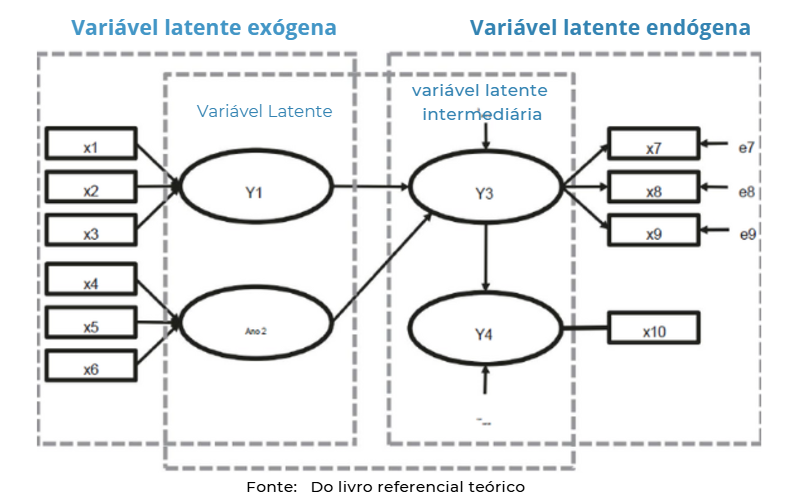 Variável latente exógena
Variável latente endógena
Variável Latente
variável latente
intermediária
x1
x2
x3
x4
x5
x6
Y1
Ano 2
Y3
Y4
x7
x8
x9
x10
e7
e8
e9
Fonte: Do livro referencial teórico